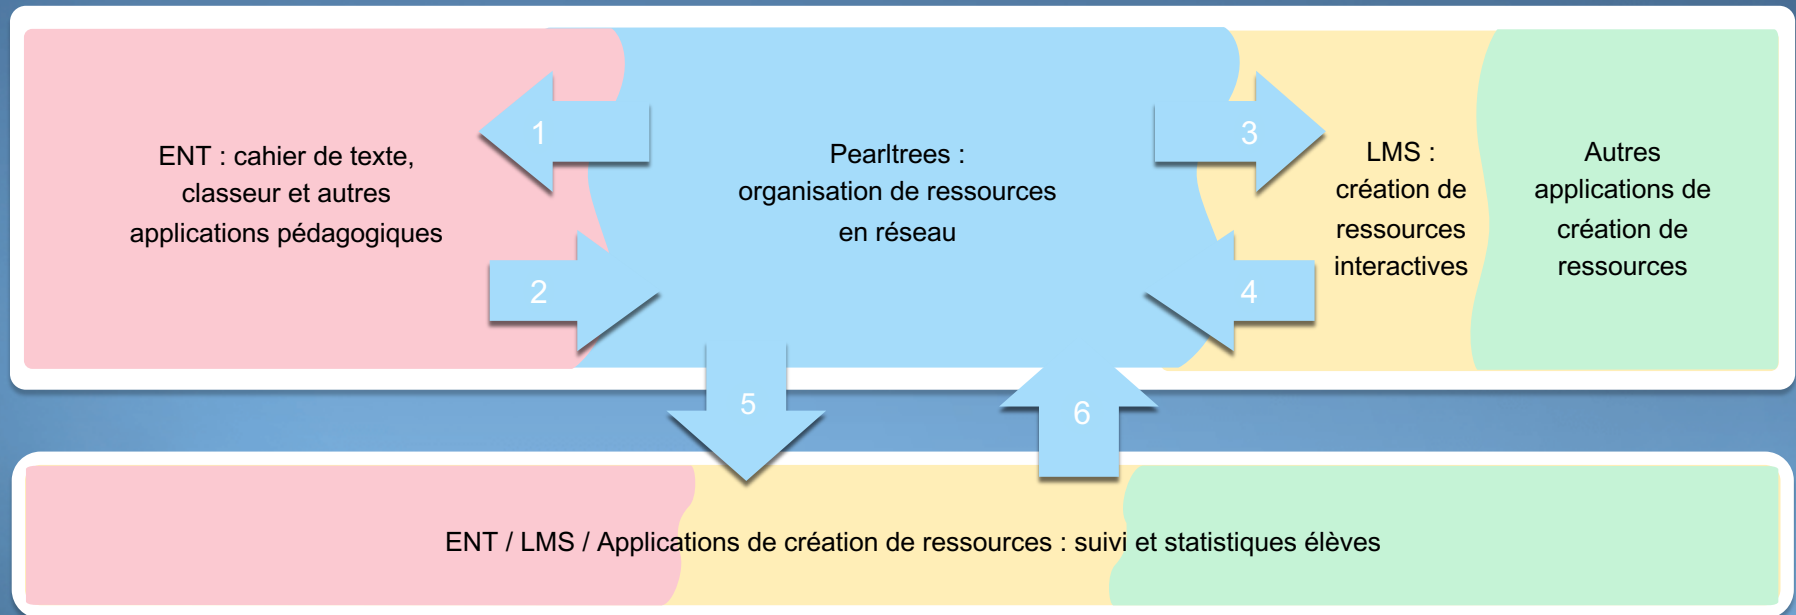 1
ENT : cahier de texte,
classeur et autres
applications pédagogiques
2
Pearltrees :
organisation de ressources
en réseau
3
4
LMS :
création de
ressources
interactives
Autres
applications de
création de
ressources
5
6
ENT / LMS / Applications de création de ressources : suivi et statistiques élèves